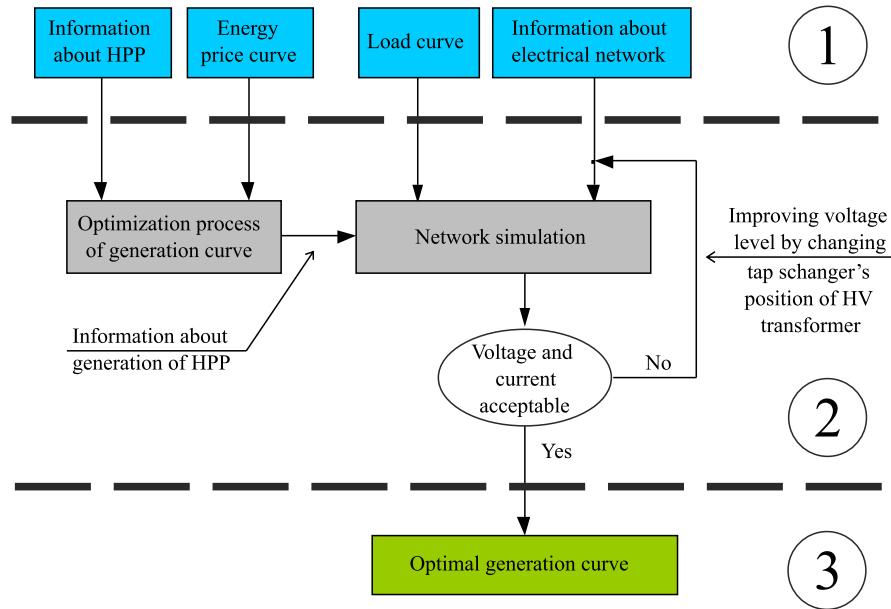 Information
about HPP
Energy
price curve
Load curve
Information about
electrical network
1
Optimization process
of generation curve
Network simulation
Improving voltage
level by changing
tap schanger's
position of HV
transformer
Information about
generation of HPP
Voltage and
current
acceptable
No
2
Yes
Optimal generation curve
3